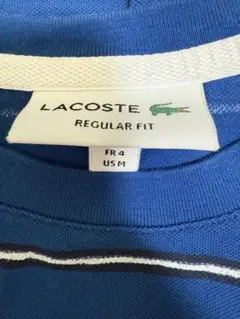 LACOSTE
REGULAR FIT
FR 4
US M